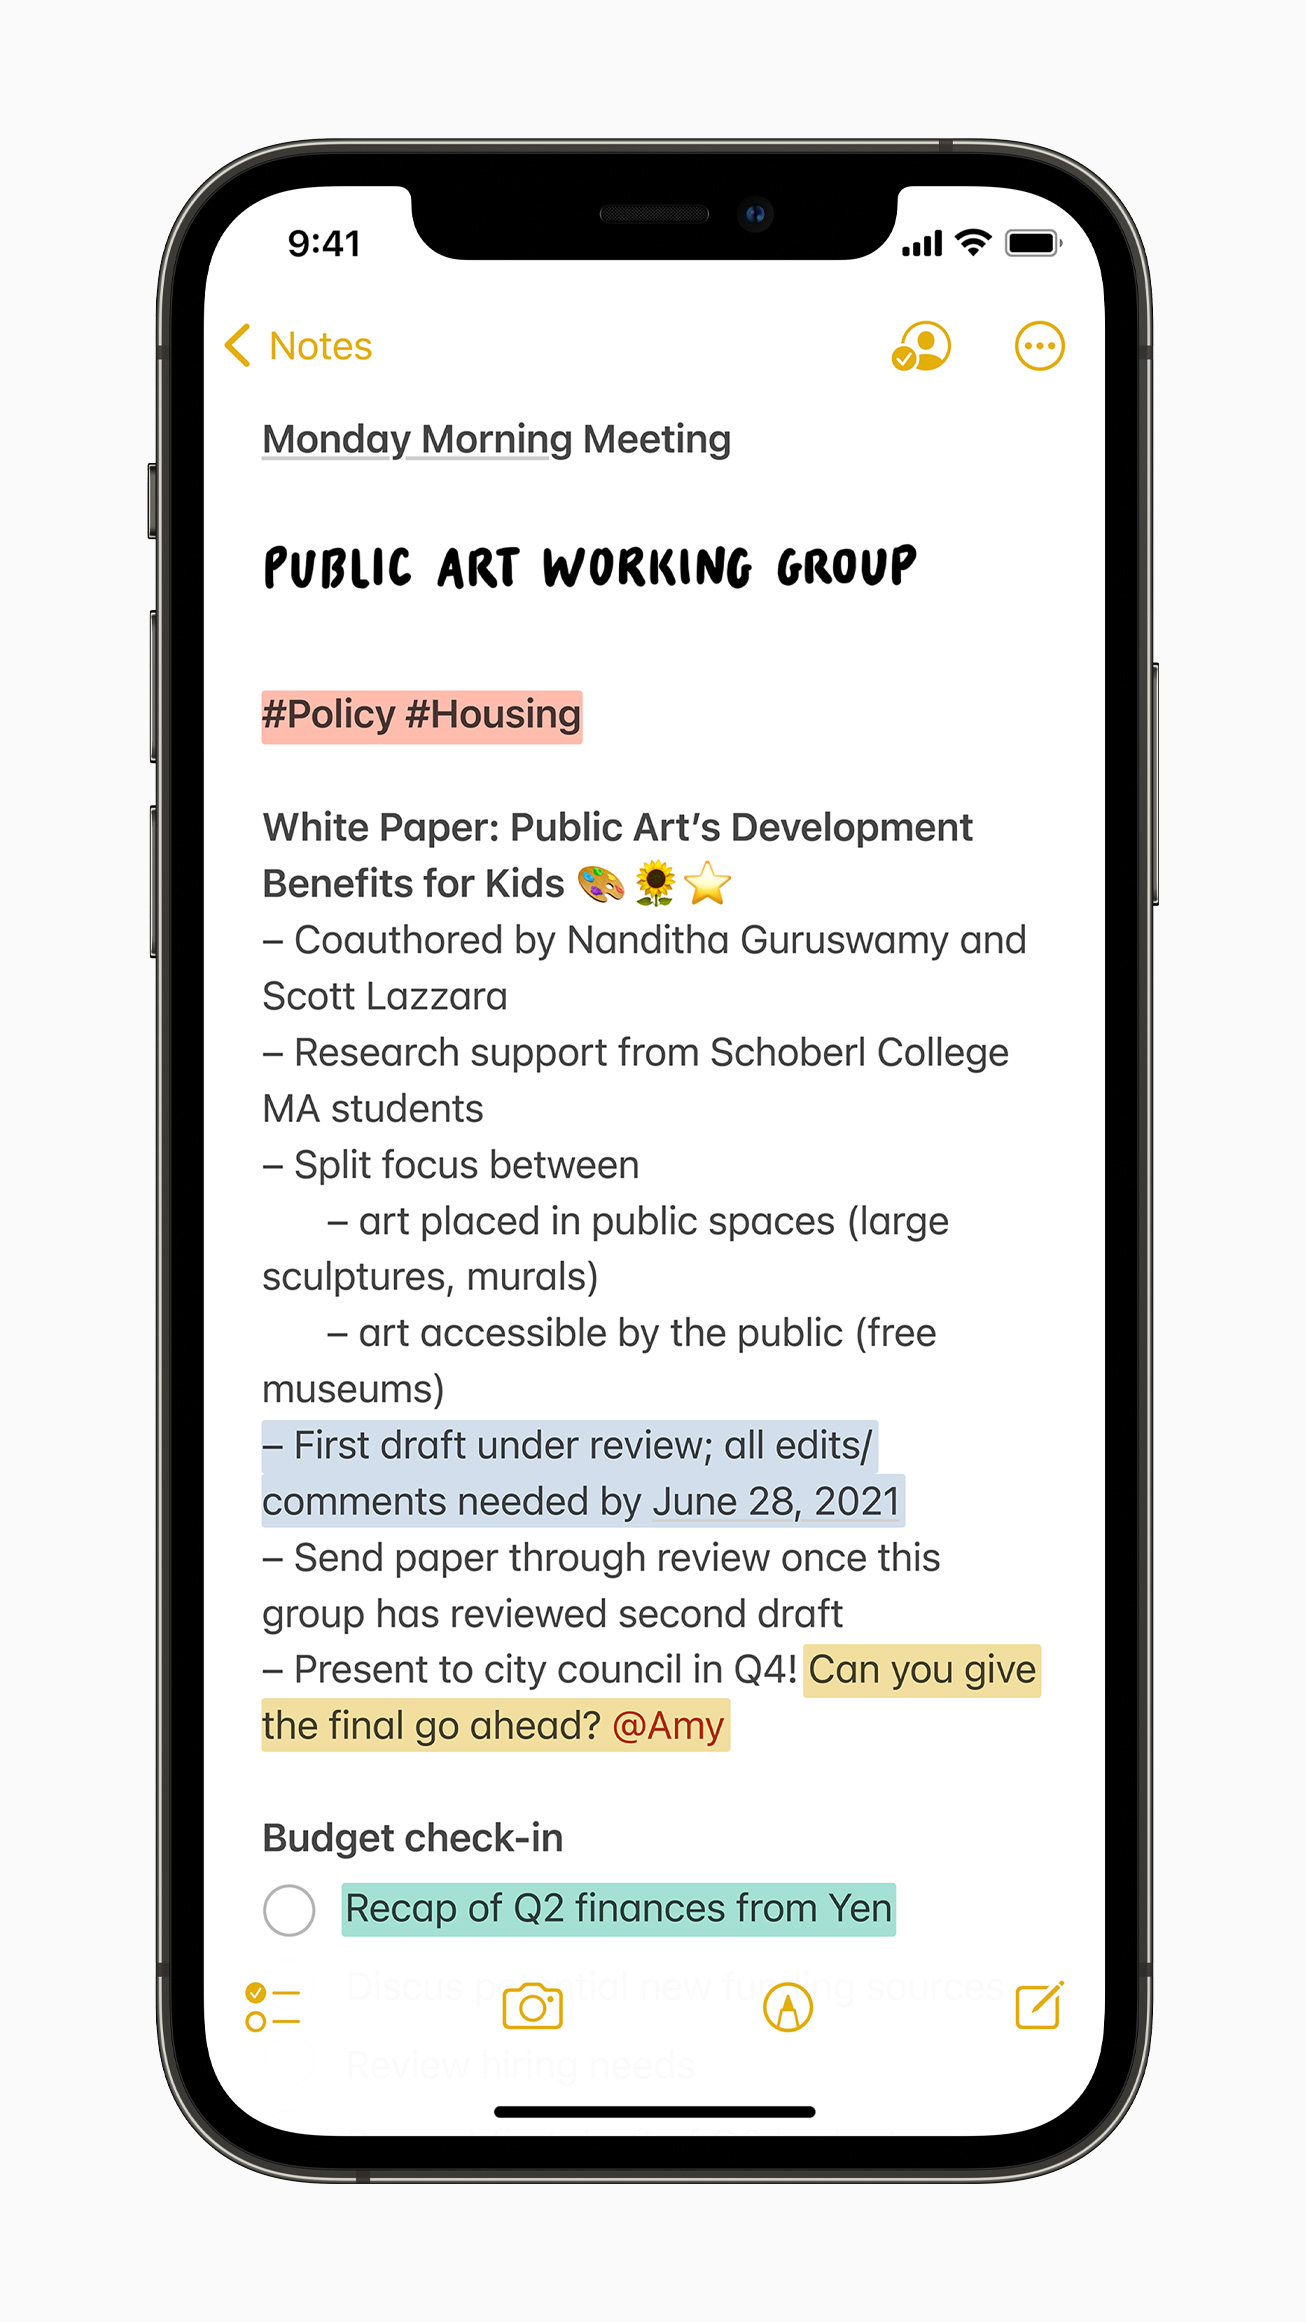 9:41
Notes
Monday Morning Meeting
PUBLIC ART WORKING GROUP
#Policy #Housing
White Paper: Public Art’s Development
Benefits for Kids 🎨🌻⭐
– Coauthored by Nanditha Guruswamy and
Scott Lazzara
– Research support from Schoberl College
MA students
– Split focus between
– art placed in public spaces (large
sculptures, murals)
– art accessible by the public (free
museums)
– First draft under review; all edits/
comments needed by June 28, 2021
– Send paper through review once this
group has reviewed second draft
– Present to city council in Q4! Can you give
the final go ahead? @Amy
Budget check-in
Recap of Q2 finances from Yen
Discus potential new funding sources
Review hiring needs